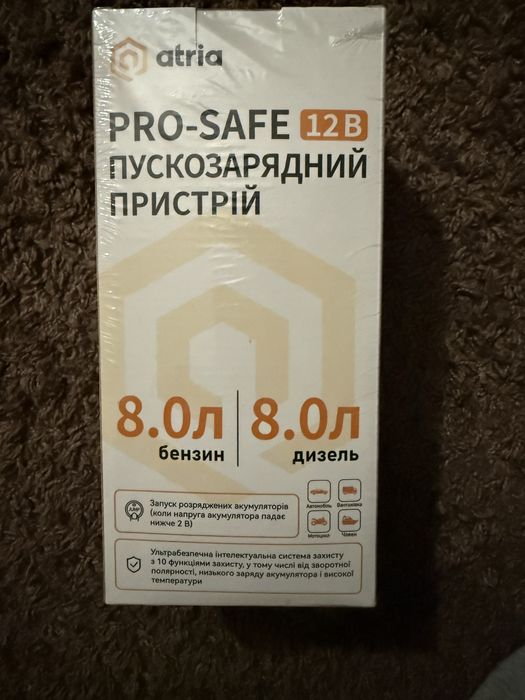 atria
PRO-SAFE 12В
ПУСКОЗАРЯДНИЙ
ПРИСТРІЙ
8.0л 8.0л
бензин дизель
Автомобіль Вантажівка
Мотоцикл Човен
JUMP
Запуск розряджених акумуляторів
(коли напруга акумулятора падає
нижче 2 В)
Ультрабезпечна інтелектуальна система захисту
з 10 функціями захисту, у тому числі від зворотної
полярності, низького заряду акумулятора і високої
температури